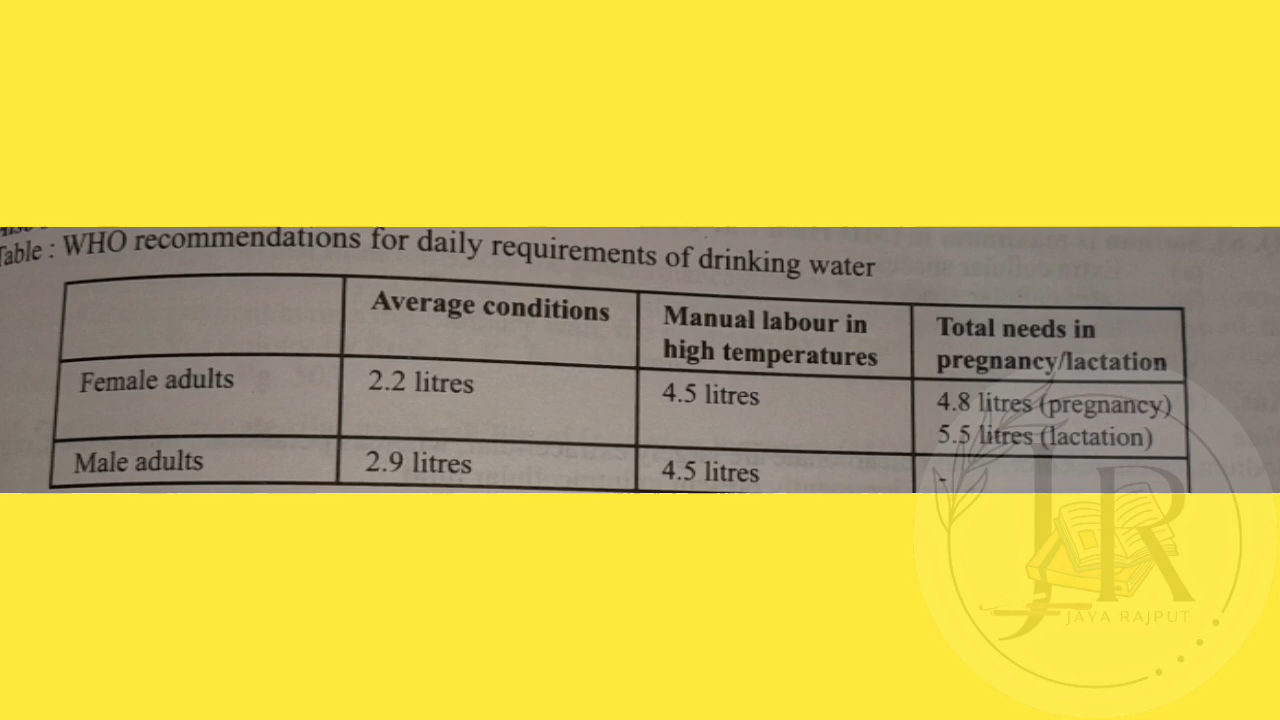 Table : WHO recommendations for daily requirements of drinking water
Average conditions
Manual labour in
high temperatures
Total needs in
pregnancy/lactation
Female adults
2.2 litres
4.5 litres
4.8 litres (pregnancy)
5.5 litres (lactation)
Male adults
2.9 litres
4.5 litres
-
JR
JAYA RAJPUT